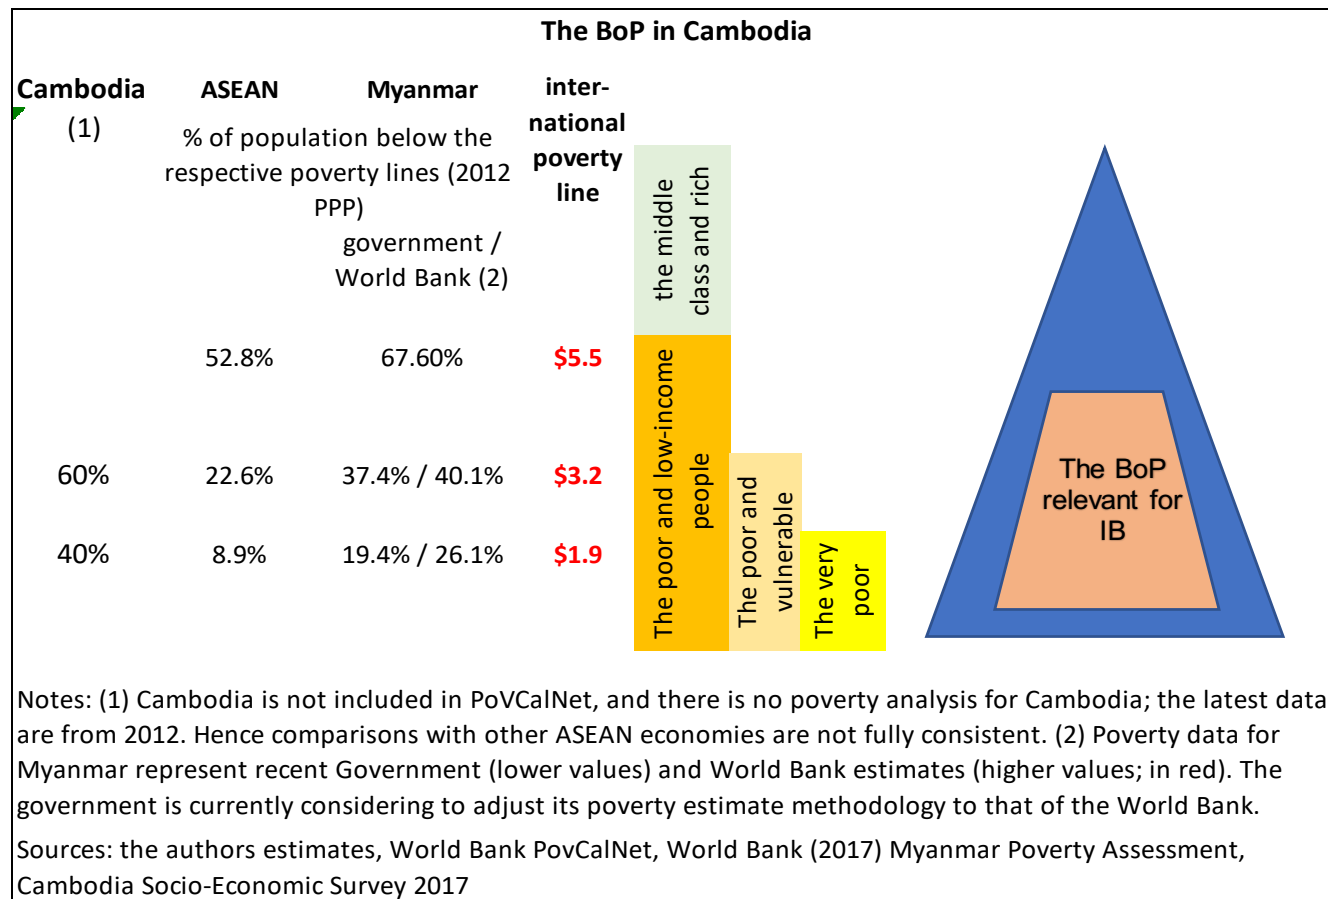 The BoP in Cambodia
Cambodia
(1)
ASEAN
Myanmar
% of population below the
respective poverty lines (2012
PPP)
government /
World Bank (2)
inter-
national
poverty
line
52.8%
67.60%
$5.5
60%
22.6%
37.4% / 40.1%
$3.2
40%
8.9%
19.4% / 26.1%
$1.9
the middle
class and rich
The poor and low-income
people
The poor and
vulnerable
The very
poor
The BoP
relevant for
IB
Notes: (1) Cambodia is not included in PoVCalNet, and there is no poverty analysis for Cambodia; the latest data
are from 2012. Hence comparisons with other ASEAN economies are not fully consistent. (2) Poverty data for
Myanmar represent recent Government (lower values) and World Bank estimates (higher values; in red). The
government is currently considering to adjust its poverty estimate methodology to that of the World Bank.
Sources: the authors estimates, World Bank PovCalNet, World Bank (2017) Myanmar Poverty Assessment,
Cambodia Socio-Economic Survey 2017